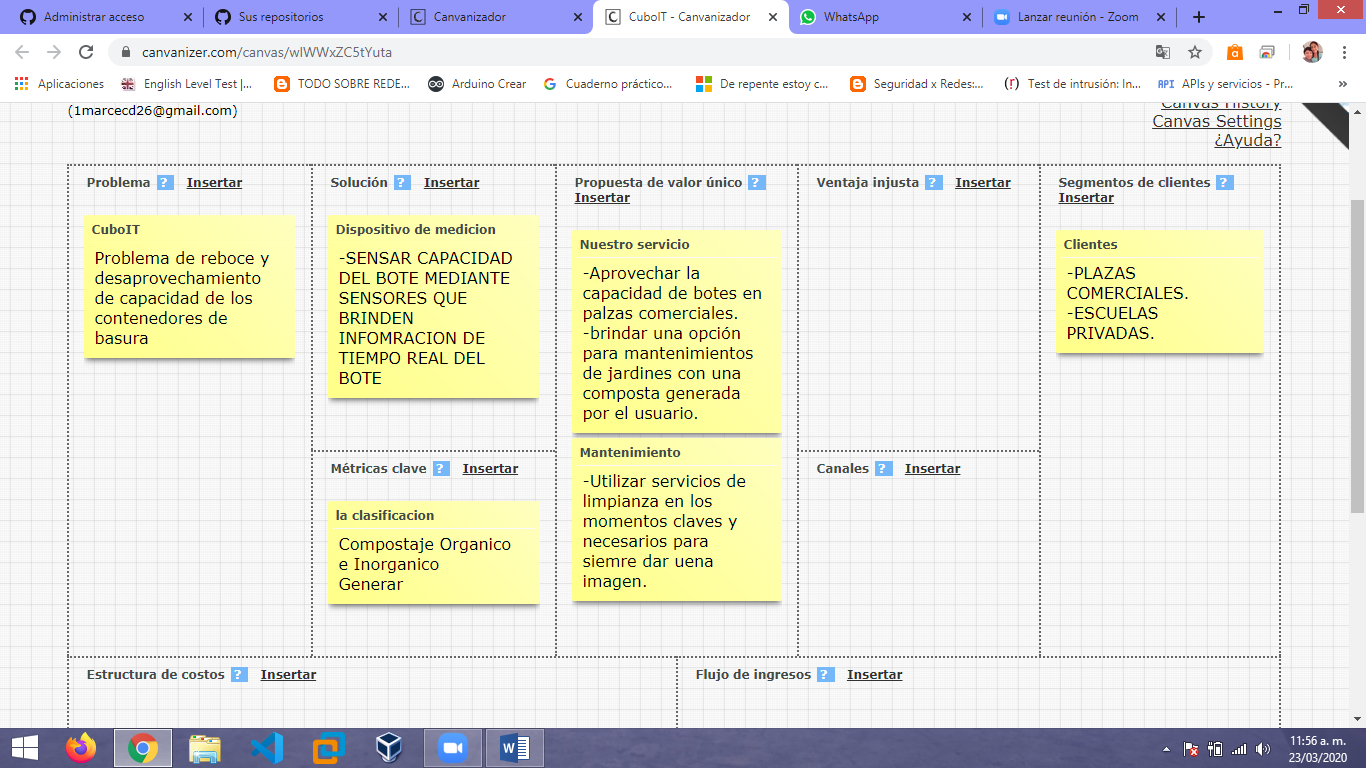 Administrar acceso
Sus repositorios
Canvanizador
CuboIT - Canvanizador
WhatsApp
Lanzar reunión - Zoom
canvanizer.com/canvas/wlWWxZC5tYuta
Aplicaciones
English Level Test |...
TODO SOBRE REDE...
Arduino Crear
Cuaderno práctico...
De repente estoy c...
Seguridad x Redes:...
Test de intrusión: In...
APIs y servicios - Pr...
(1marcecd26@gmail.com)
Canvas History
Canvas Settings
¿Ayuda?
Problema ? Insertar
CuboIT
Problema de reboce y
desaprovechamiento
de capacidad de los
contenedores de
basura
Solución ? Insertar
Dispositivo de medicion
-SENSAR CAPACIDAD
DEL BOTE MEDIANTE
SENSORES QUE
BRINDEN
INFOMRACION DE
TIEMPO REAL DEL
BOTE
Métricas clave ? Insertar
la clasificacion
Compostaje Organico
e Inorganico
Generar
Propuesta de valor único ?
Insertar
Nuestro servicio
-Aprovechar la
capacidad de botes en
palzas comerciales.
-brindar una opción
para mantenimientos
de jardines con una
composta generada
por el usuario.
Mantenimiento
-Utilizar servicios de
limpianza en los
momentos claves y
necesarios para
siemre dar uena
imagen.
Ventaja injusta ? Insertar
Canales ? Insertar
Segmentos de clientes ?
Insertar
Clientes
-PLAZAS
COMERCIALES.
-ESCUELAS
PRIVADAS.
Estructura de costos ? Insertar
Flujo de ingresos ? Insertar
11:56 a. m.
23/03/2020